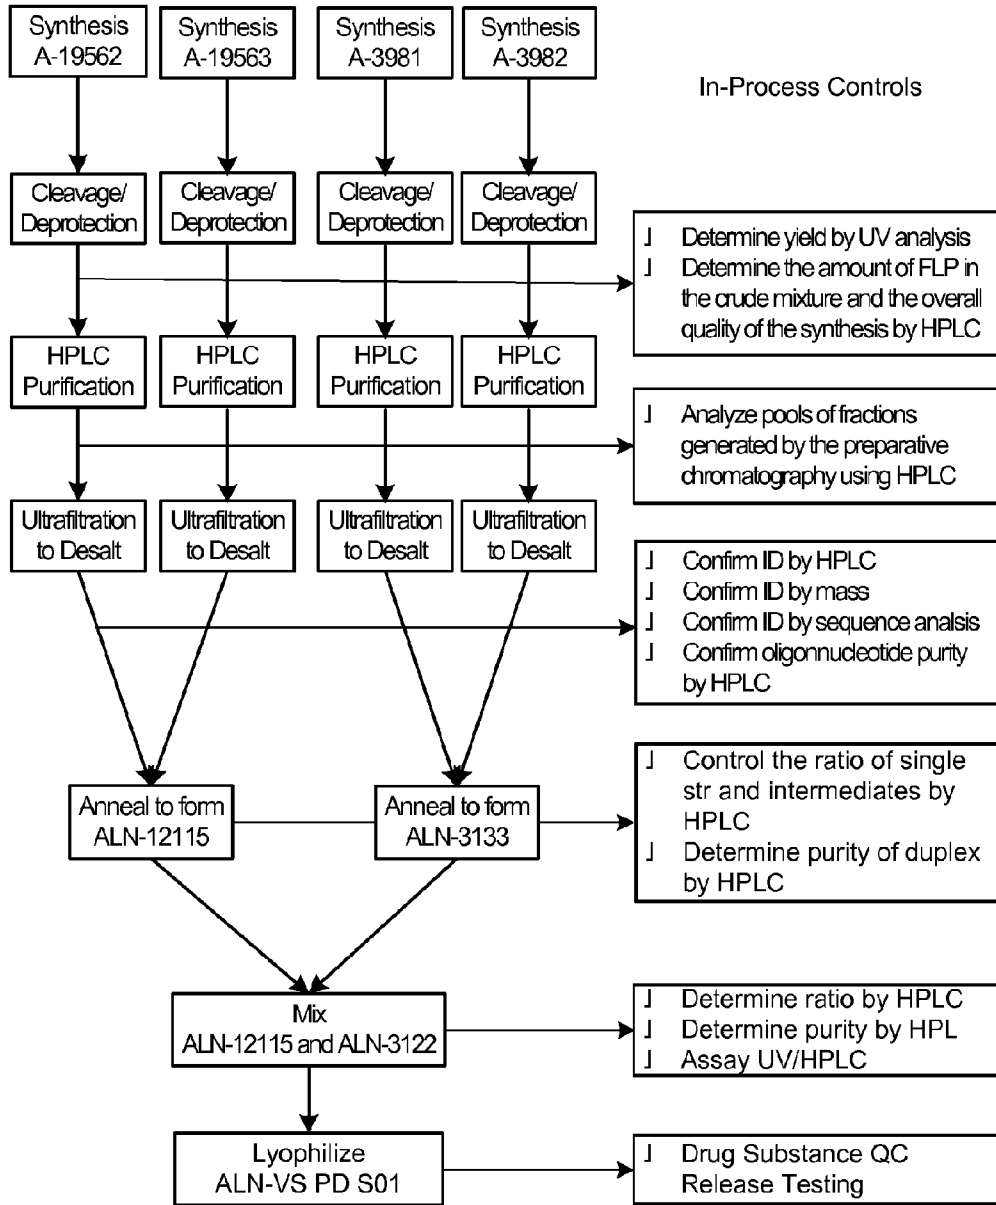 Synthesis
A-19562
Synthesis
A-19563
Synthesis
A-3981
Synthesis
A-3982
In-Process Controls
Cleavage/
Deprotection
Cleavage/
Deprotection
Cleavage/
Deprotection
Cleavage/
Deprotection
┘ Determine yield by UV analysis
┘ Determine the amount of FLP in
the crude mixture and the overall
quality of the synthesis by HPLC
HPLC
Purification
HPLC
Purification
HPLC
Purification
HPLC
Purification
┘ Analyze pools of fractions
generated by the preparative
chromatography using HPLC
Ultrafiltration
to Desalt
Ultrafiltration
to Desalt
Ultrafiltration
to Desalt
Ultrafiltration
to Desalt
┘ Confirm ID by HPLC
┘ Confirm ID by mass
┘ Confirm ID by sequence analsis
┘ Confirm oligonnucleotide purity
by HPLC
Anneal to form
ALN-12115
Anneal to form
ALN-3133
┘ Control the ratio of single
str and intermediates by
HPLC
┘ Determine purity of duplex
by HPLC
Mix
ALN-12115 and ALN-3122
┘ Determine ratio by HPLC
┘ Determine purity by HPL
┘ Assay UV/HPLC
Lyophilize
ALN-VS PD S01
┘ Drug Substance QC
Release Testing